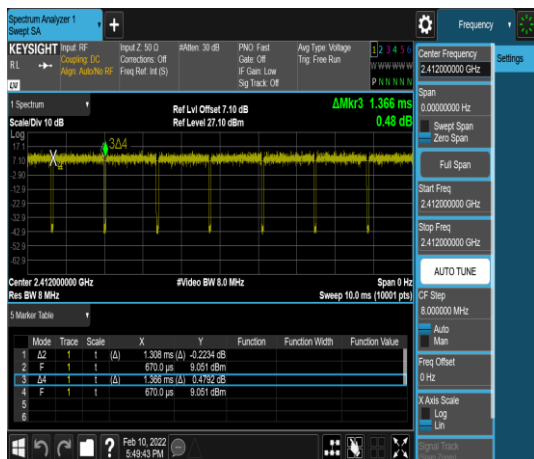 Spectrum Analyzer 1
Swept SA
+
Frequency
KEYSIGHT
Input: RF
Input Z: 50 Ω
#Atten: 30 dB
PNO: Fast
Avg Type: Voltage
1 2 3 4 5 6
RL
Coupling: DC
Corrections: Off
Gate: Off
Trig: Free Run
Align: Auto/No RF
Freq Ref: Int (S)
IF Gain: Low
W W W W W W
Sig Track: Off
P N N N N N
LXI
1 Spectrum
Ref Lvl Offset 7.10 dB
ΔMkr3 1.366 ms
Scale/Div 10 dB
Ref Level 27.10 dBm
0.48 dB
Log
17.1
3Δ4
7.10
-2.90
-12.9
-22.9
-32.9
-42.9
-52.9
-62.9
Center 2.412000000 GHz
#Video BW 8.0 MHz
Span 0 Hz
Res BW 8 MHz
Sweep 10.0 ms (10001 pts)
5 Marker Table
Mode Trace Scale X Y Function Function Width Function Value
1 Δ2 1 t (Δ) 1.308 ms (Δ) -0.2234 dB
2 F 1 t 670.0 µs 9.051 dBm
3 Δ4 1 t (Δ) 1.366 ms (Δ) 0.4792 dB
4 F 1 t 670.0 µs 9.051 dBm
5
6
?
Feb 10, 2022
5:49:43 PM
Center Frequency
2.412000000 GHz
Settings
Span
0.00000000 Hz
Swept Span
Zero Span
Full Span
Start Freq
2.412000000 GHz
Stop Freq
2.412000000 GHz
AUTO TUNE
CF Step
8.000000 MHz
Auto
Man
Freq Offset
0 Hz
X Axis Scale
Log
Lin
Signal Track